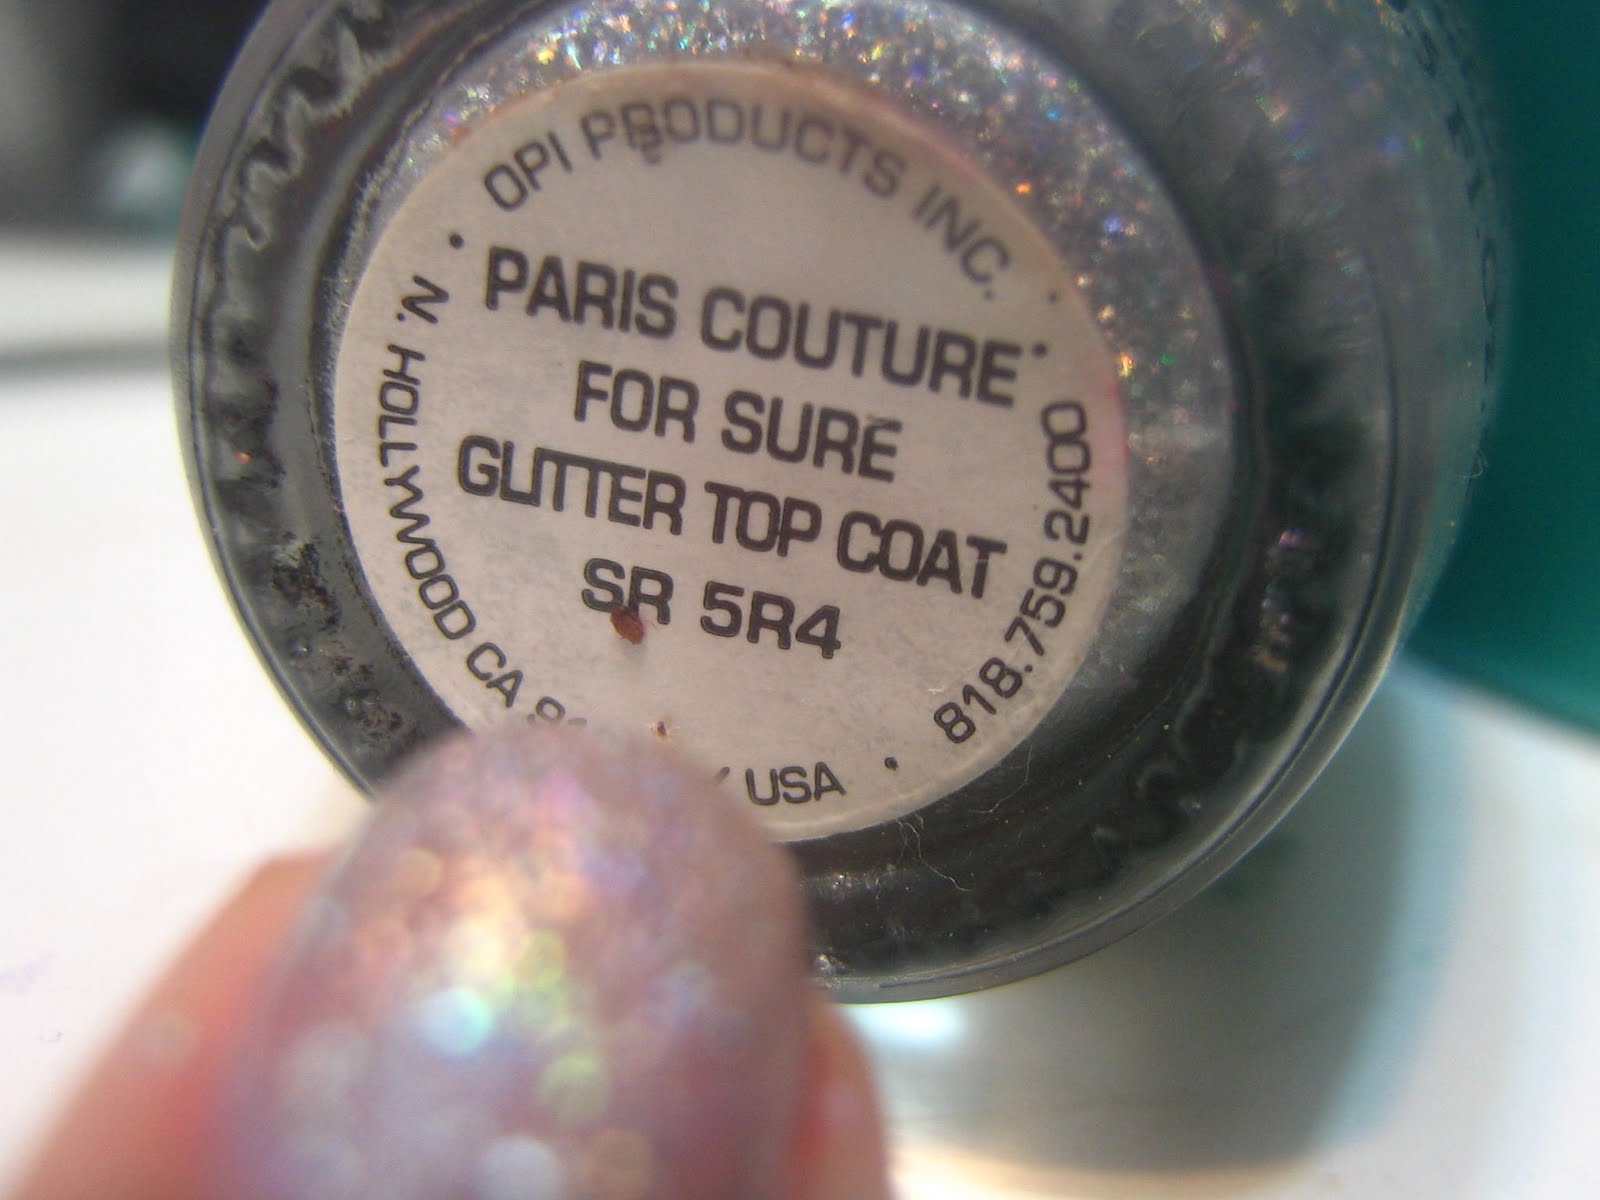 OPI PRODUCTS INC.
PARIS COUTURE
FOR SURE
GLITTER TOP COAT
SR 5R4
N. HOLLYWOOD CA
USA
818.759.2400